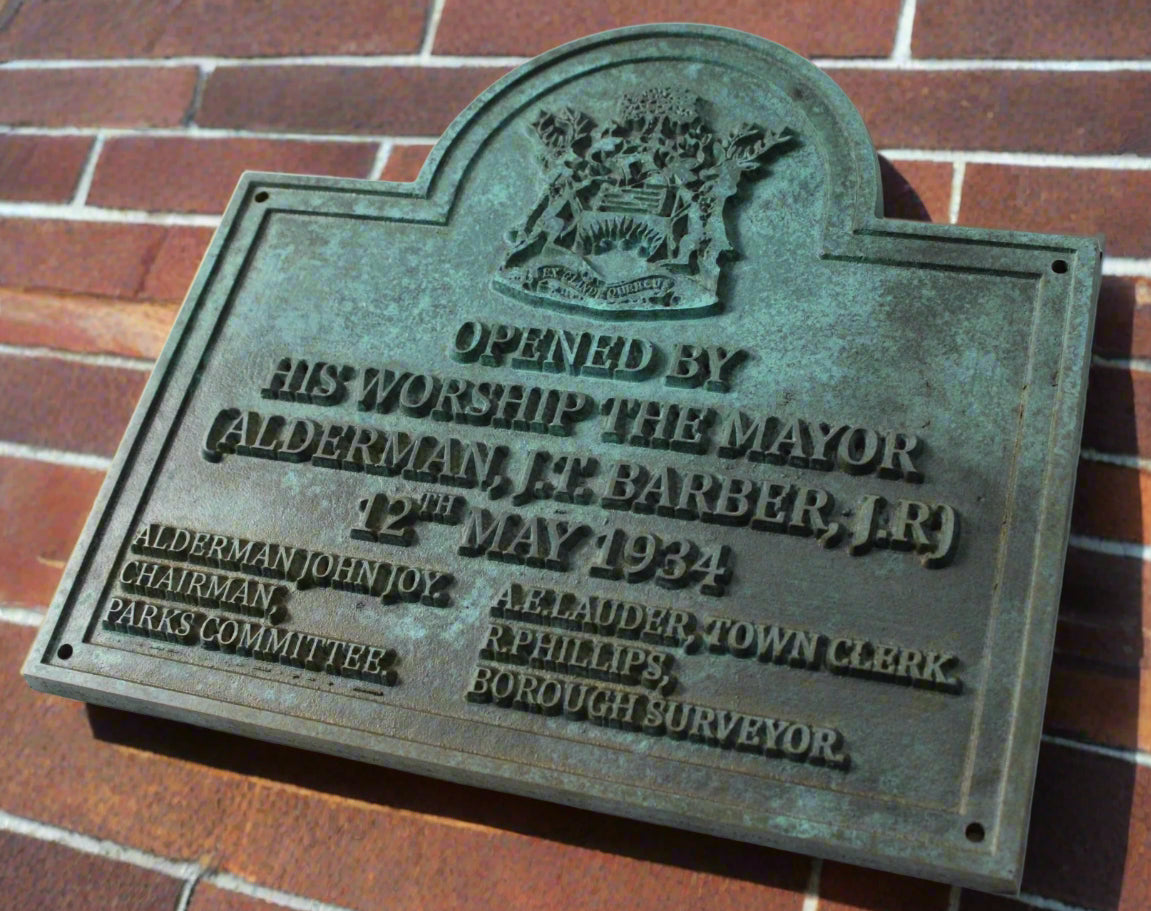 OPENED BY
HIS WORSHIP THE MAYOR
(ALDERMAN, J.T. BARBER, J.R)
12TH MAY 1934
ALDERMAN JOHN JOY.
CHAIRMAN,
PARKS COMMITTEE.
A.E.LAUDER, TOWN CLERK.
R.PHILLIPS,
BOROUGH SURVEYOR.